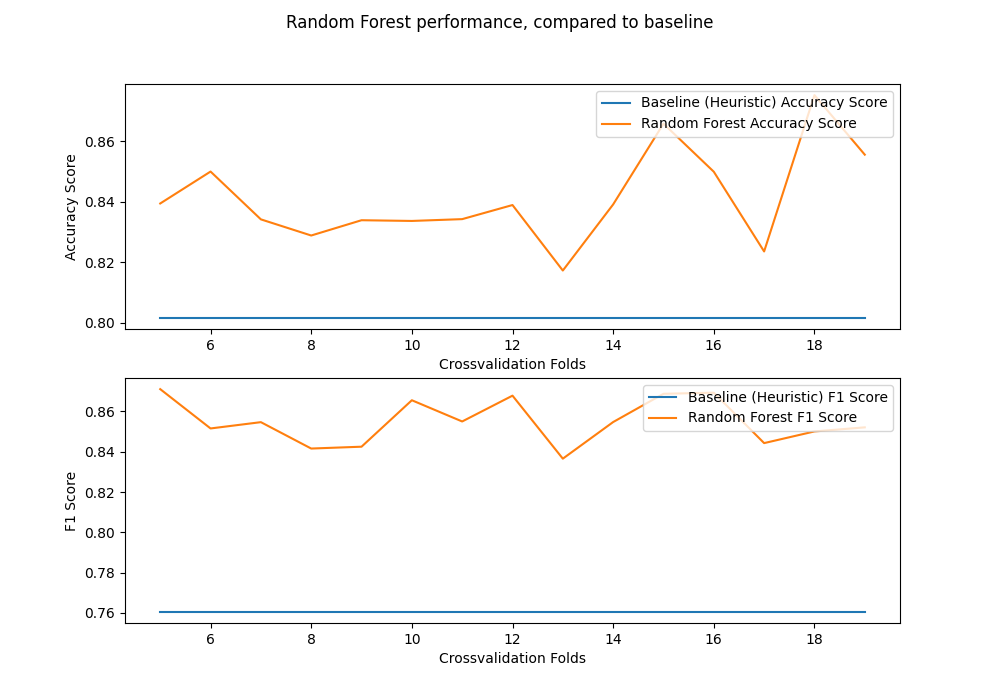 Random Forest performance, compared to baseline
Baseline (Heuristic) Accuracy Score
Random Forest Accuracy Score
0.86
0.84
0.82
0.80
Accuracy Score
6 8 10 12 14 16 18
Crossvalidation Folds
Baseline (Heuristic) F1 Score
Random Forest F1 Score
0.86
0.84
0.82
0.80
0.78
0.76
F1 Score
6 8 10 12 14 16 18
Crossvalidation Folds